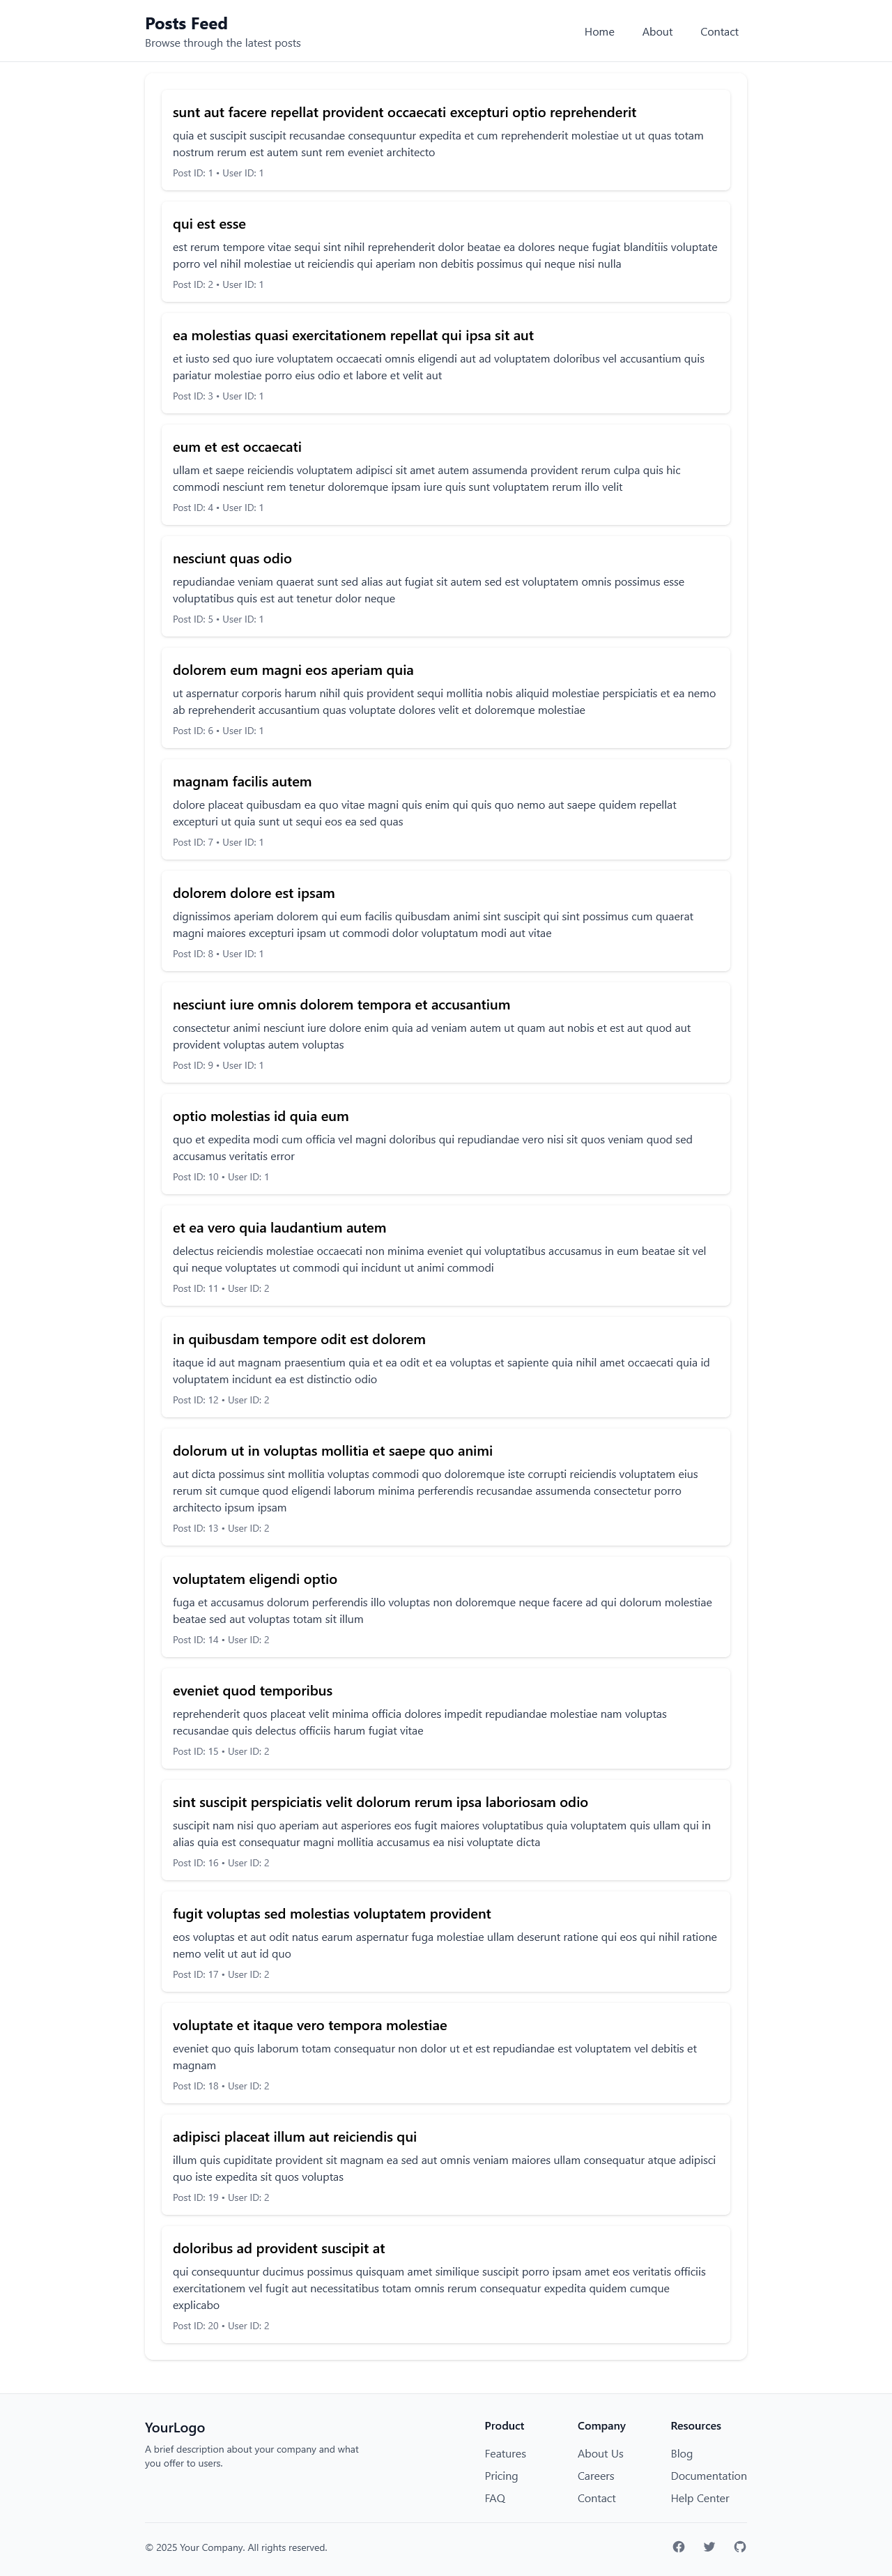 Posts Feed
Browse through the latest posts
Home About Contact
sunt aut facere repellat provident occaecati excepturi optio reprehenderit
quia et suscipit suscipit recusandae consequuntur expedita et cum reprehenderit molestiae ut ut quas totam
nostrum rerum est autem sunt rem eveniet architecto
Post ID: 1 • User ID: 1
qui est esse
est rerum tempore vitae sequi sint nihil reprehenderit dolor beatae ea dolores neque fugiat blanditiis voluptate
porro vel nihil molestiae ut reiciendis qui aperiam non debitis possimus qui neque nisi nulla
Post ID: 2 • User ID: 1
ea molestias quasi exercitationem repellat qui ipsa sit aut
et iusto sed quo iure voluptatem occaecati omnis eligendi aut ad voluptatem doloribus vel accusantium quis
pariatur molestiae porro eius odio et labore et velit aut
Post ID: 3 • User ID: 1
eum et est occaecati
ullam et saepe reiciendis voluptatem adipisci sit amet autem assumenda provident rerum culpa quis hic
commodi nesciunt rem tenetur doloremque ipsam iure quis sunt voluptatem rerum illo velit
Post ID: 4 • User ID: 1
nesciunt quas odio
repudiandae veniam quaerat sunt sed alias aut fugiat sit autem sed est voluptatem omnis possimus esse
voluptatibus quis est aut tenetur dolor neque
Post ID: 5 • User ID: 1
dolorem eum magni eos aperiam quia
ut aspernatur corporis harum nihil quis provident sequi mollitia nobis aliquid molestiae perspiciatis et ea nemo
ab reprehenderit accusantium quas voluptate dolores velit et doloremque molestiae
Post ID: 6 • User ID: 1
magnam facilis autem
dolore placeat quibusdam ea quo vitae magni quis enim qui quis quo nemo aut saepe quidem repellat
excepturi ut quia sunt ut sequi eos ea sed quas
Post ID: 7 • User ID: 1
dolorem dolore est ipsam
dignissimos aperiam dolorem qui eum facilis quibusdam animi sint suscipit qui sint possimus cum quaerat
magni maiores excepturi ipsam ut commodi dolor voluptatum modi aut vitae
Post ID: 8 • User ID: 1
nesciunt iure omnis dolorem tempora et accusantium
consectetur animi nesciunt iure dolore enim quia ad veniam autem ut quam aut nobis et est aut quod aut
provident voluptas autem voluptas
Post ID: 9 • User ID: 1
optio molestias id quia eum
quo et expedita modi cum officia vel magni doloribus qui repudiandae vero nisi sit quos veniam quod sed
accusamus veritatis error
Post ID: 10 • User ID: 1
et ea vero quia laudantium autem
delectus reiciendis molestiae occaecati non minima eveniet qui voluptatibus accusamus in eum beatae sit vel
qui neque voluptates ut commodi qui incidunt ut animi commodi
Post ID: 11 • User ID: 2
in quibusdam tempore odit est dolorem
itaque id aut magnam praesentium quia et ea odit et ea voluptas et sapiente quia nihil amet occaecati quia id
voluptatem incidunt ea est distinctio odio
Post ID: 12 • User ID: 2
dolorum ut in voluptas mollitia et saepe quo animi
aut dicta possimus sint mollitia voluptas commodi quo doloremque iste corrupti reiciendis voluptatem eius
rerum sit cumque quod eligendi laborum minima perferendis recusandae assumenda consectetur porro
architecto ipsum ipsam
Post ID: 13 • User ID: 2
voluptatem eligendi optio
fuga et accusamus dolorum perferendis illo voluptas non doloremque neque facere ad qui dolorum molestiae
beatae sed aut voluptas totam sit illum
Post ID: 14 • User ID: 2
eveniet quod temporibus
reprehenderit quos placeat velit minima officia dolores impedit repudiandae molestiae nam voluptas
recusandae quis delectus officiis harum fugiat vitae
Post ID: 15 • User ID: 2
sint suscipit perspiciatis velit dolorum rerum ipsa laboriosam odio
suscipit nam nisi quo aperiam aut asperiores eos fugit maiores voluptatibus quia voluptatem quis ullam qui in
alias quia est consequatur magni mollitia accusamus ea nisi voluptate dicta
Post ID: 16 • User ID: 2
fugit voluptas sed molestias voluptatem provident
eos voluptas et aut odit natus earum aspernatur fuga molestiae ullam deserunt ratione qui eos qui nihil ratione
nemo velit ut aut id quo
Post ID: 17 • User ID: 2
voluptate et itaque vero tempora molestiae
eveniet quo quis laborum totam consequatur non dolor ut et est repudiandae est voluptatem vel debitis et
magnam
Post ID: 18 • User ID: 2
adipisci placeat illum aut reiciendis qui
illum quis cupiditate provident sit magnam ea sed aut omnis veniam maiores ullam consequatur atque adipisci
quo iste expedita sit quos voluptas
Post ID: 19 • User ID: 2
doloribus ad provident suscipit at
qui consequuntur ducimus possimus quisquam amet similique suscipit porro ipsam amet eos veritatis officiis
exercitationem vel fugit aut necessitatibus totam omnis rerum consequatur expedita quidem cumque
explicabo
Post ID: 20 • User ID: 2
YourLogo
A brief description about your company and what
you offer to users.
Product
Features
Pricing
FAQ
Company
About Us
Careers
Contact
Resources
Blog
Documentation
Help Center
© 2025 Your Company. All rights reserved.